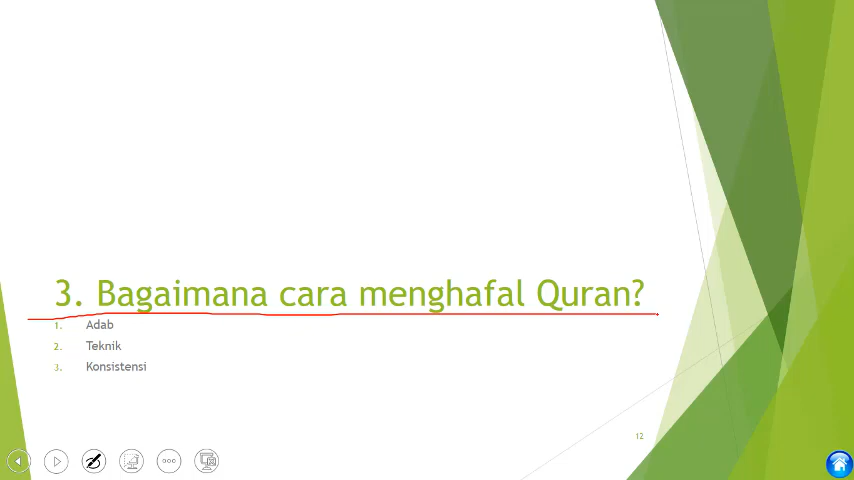 3. Bagaimana cara menghafal Quran?
1. Adab
2. Teknik
3. Konsistensi
12